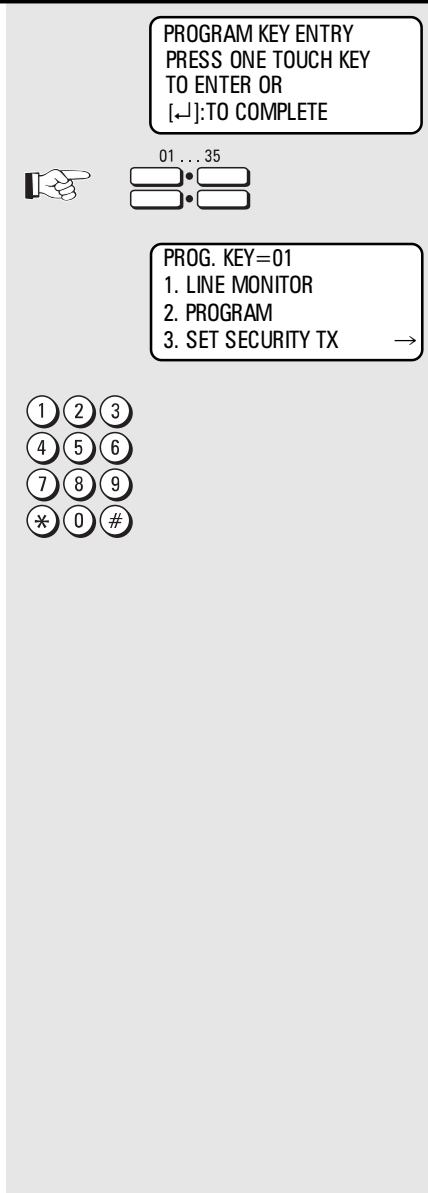 PROGRAM KEY ENTRY
PRESS ONE TOUCH KEY
TO ENTER OR
[↵]:TO COMPLETE
01 . . . 35
PROG. KEY=01
1. LINE MONITOR
2. PROGRAM
3. SET SECURITY TX →
1 2 3
4 5 6
7 8 9
* 0 #